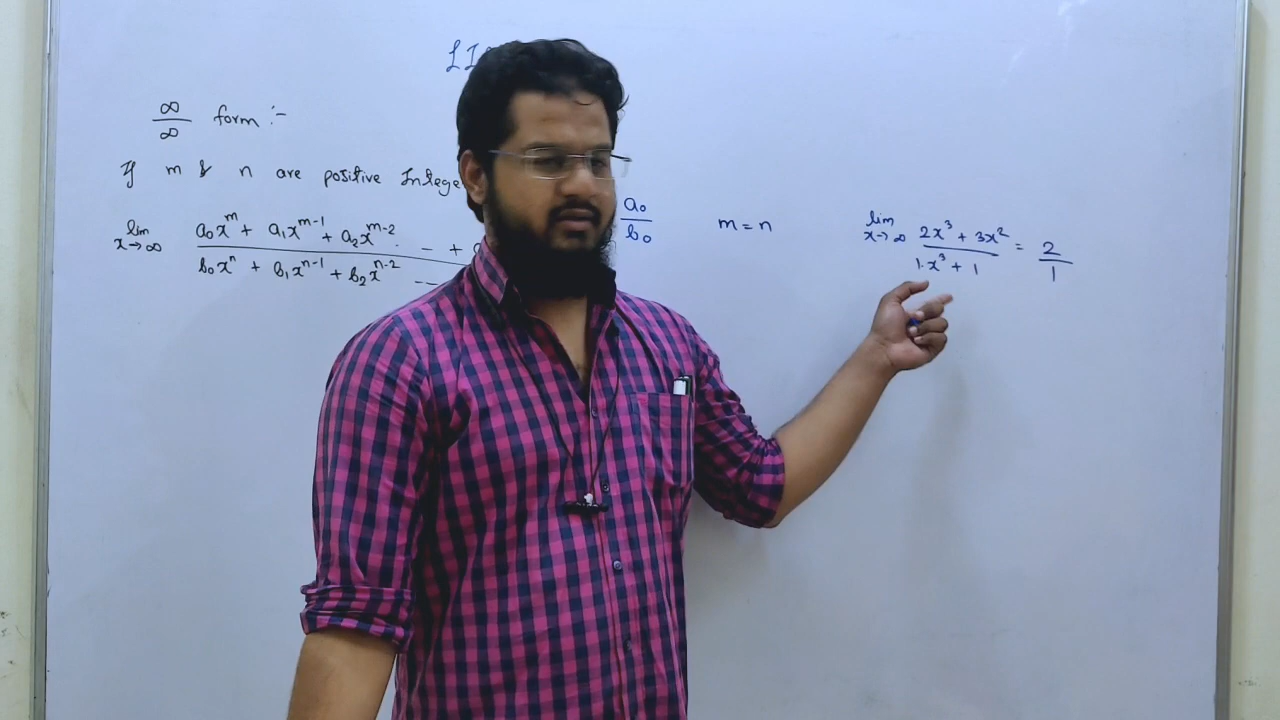 ∞/∞ form :-
If m & n are positive
lim x→∞ (a₀xᵐ + a₁xᵐ⁻¹ + a₂xᵐ⁻² . - - +)/(b₀xⁿ + b₁xⁿ⁻¹ + b₂xⁿ⁻² - -) a₀/b₀ m = n
lim x→∞ (2x³ + 3x²)/(1.x³ + 1) = 2/1